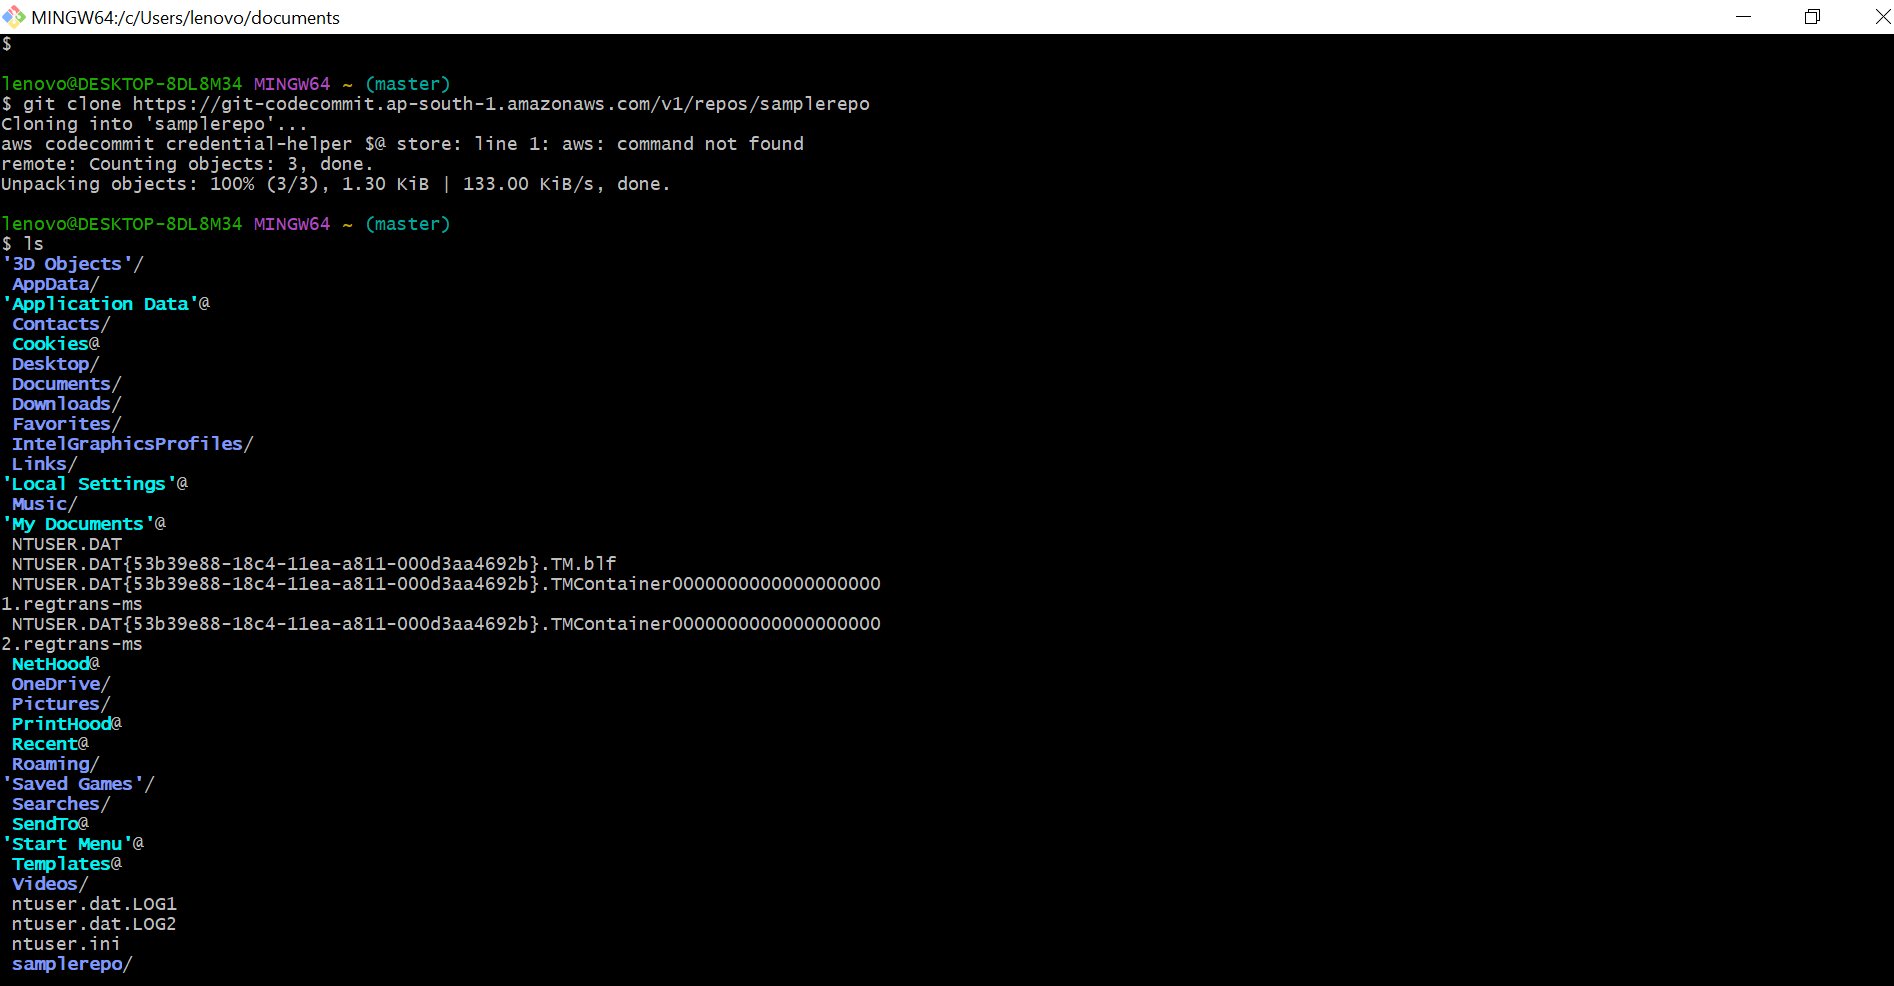 MINGW64:/c/Users/lenovo/documents
$
lenovo@DESKTOP-8DL8M34 MINGW64 ~ (master)
$ git clone https://git-codecommit.ap-south-1.amazonaws.com/v1/repos/samplerepo
Cloning into 'samplerepo'...
aws codecommit credential-helper $@ store: line 1: aws: command not found
remote: Counting objects: 3, done.
Unpacking objects: 100% (3/3), 1.30 KiB | 133.00 KiB/s, done.
lenovo@DESKTOP-8DL8M34 MINGW64 ~ (master)
$ ls
'3D Objects'/
AppData/
'Application Data'@
Contacts/
Cookies@
Desktop/
Documents/
Downloads/
Favorites/
IntelGraphicsProfiles/
Links/
'Local Settings'@
Music/
'My Documents'@
NTUSER.DAT
NTUSER.DAT{53b39e88-18c4-11ea-a811-000d3aa4692b}.TM.blf
NTUSER.DAT{53b39e88-18c4-11ea-a811-000d3aa4692b}.TMContainer0000000000000000000
1.regtrans-ms
NTUSER.DAT{53b39e88-18c4-11ea-a811-000d3aa4692b}.TMContainer0000000000000000000
2.regtrans-ms
NetHood@
OneDrive/
Pictures/
PrintHood@
Recent@
Roaming/
'Saved Games'/
Searches/
SendTo@
'Start Menu'@
Templates@
Videos/
ntuser.dat.LOG1
ntuser.dat.LOG2
ntuser.ini
samplerepo/